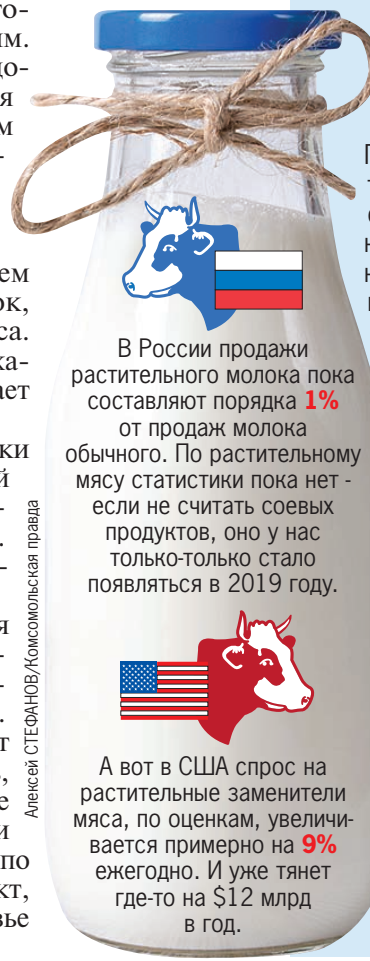 В России продажи
растительного молока пока
составляют порядка 1%
от продаж молока
обычного. По растительному
мясу статистики пока нет -
если не считать соевых
продуктов, оно у нас
только-только стало
появляться в 2019 году.
А вот в США спрос на
растительные заменители
мяса, по оценкам, увеличи-
вается примерно на 9%
ежегодно. И уже тянет
где-то на $12 млрд
в год.
Алексей СТЕФАНОВ/Комсомольская правда